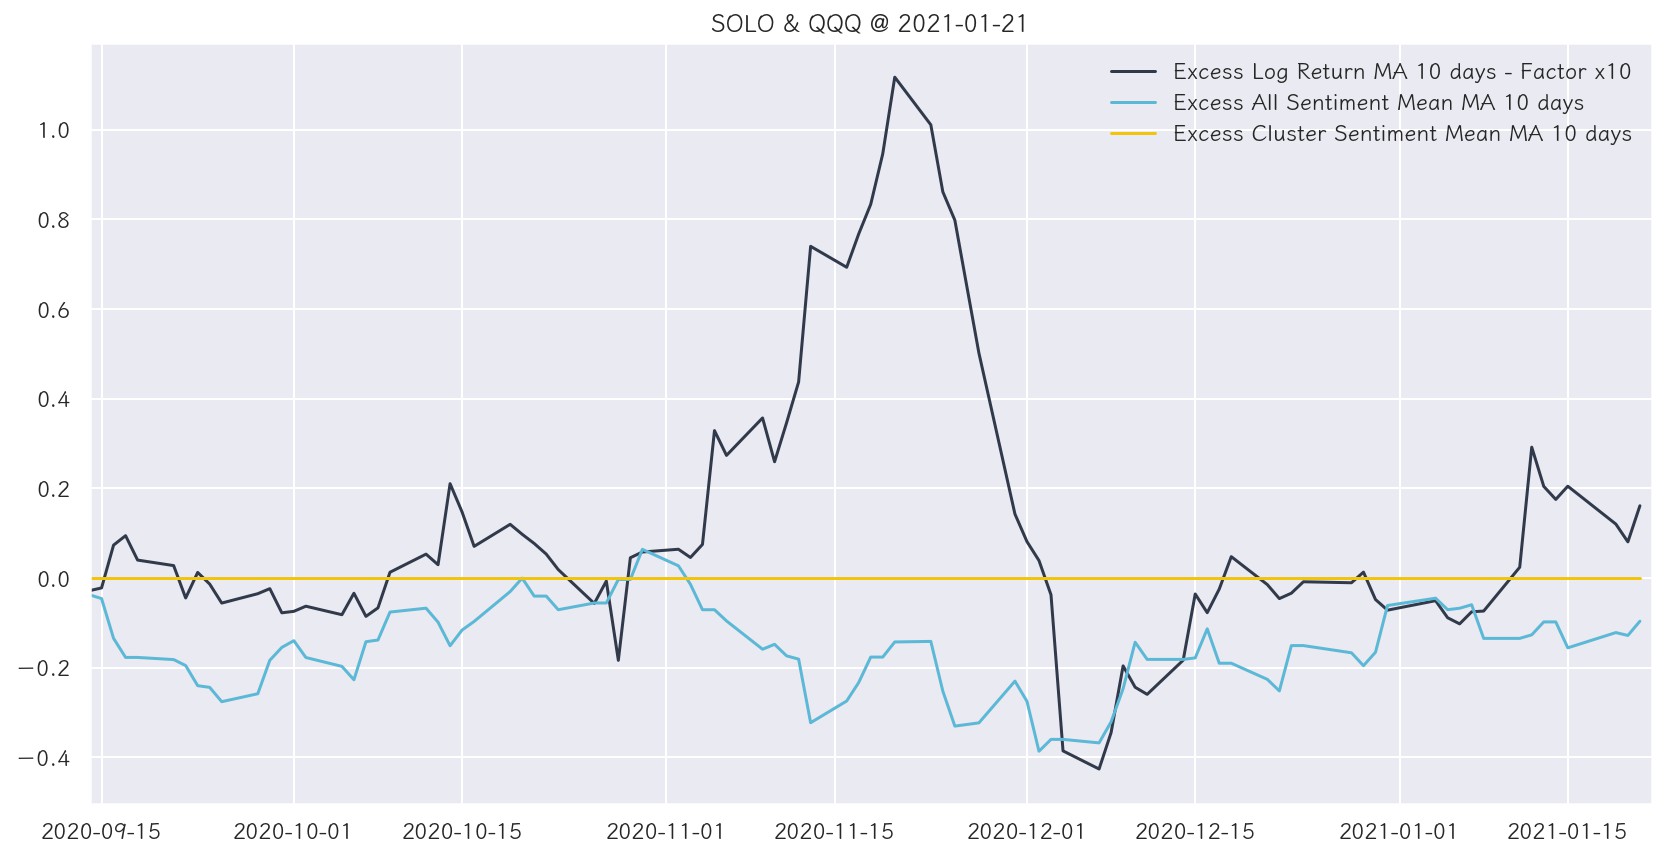 SOLO & QQQ @ 2021-01-21
Excess Log Return MA 10 days - Factor x10
Excess All Sentiment Mean MA 10 days
Excess Cluster Sentiment Mean MA 10 days
1.0
0.8
0.6
0.4
0.2
0.0
−0.2
−0.4
2020-09-15 2020-10-01 2020-10-15 2020-11-01 2020-11-15 2020-12-01 2020-12-15 2021-01-01 2021-01-15